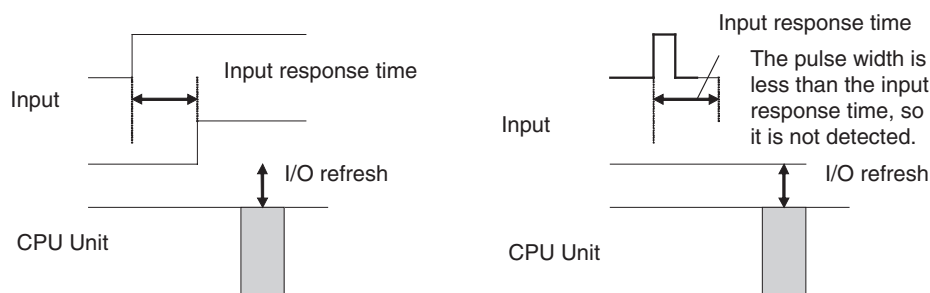 Input response time
Input
I/O refresh
CPU Unit
Input response time
The pulse width is
less than the input
response time, so
it is not detected.
Input
I/O refresh
CPU Unit